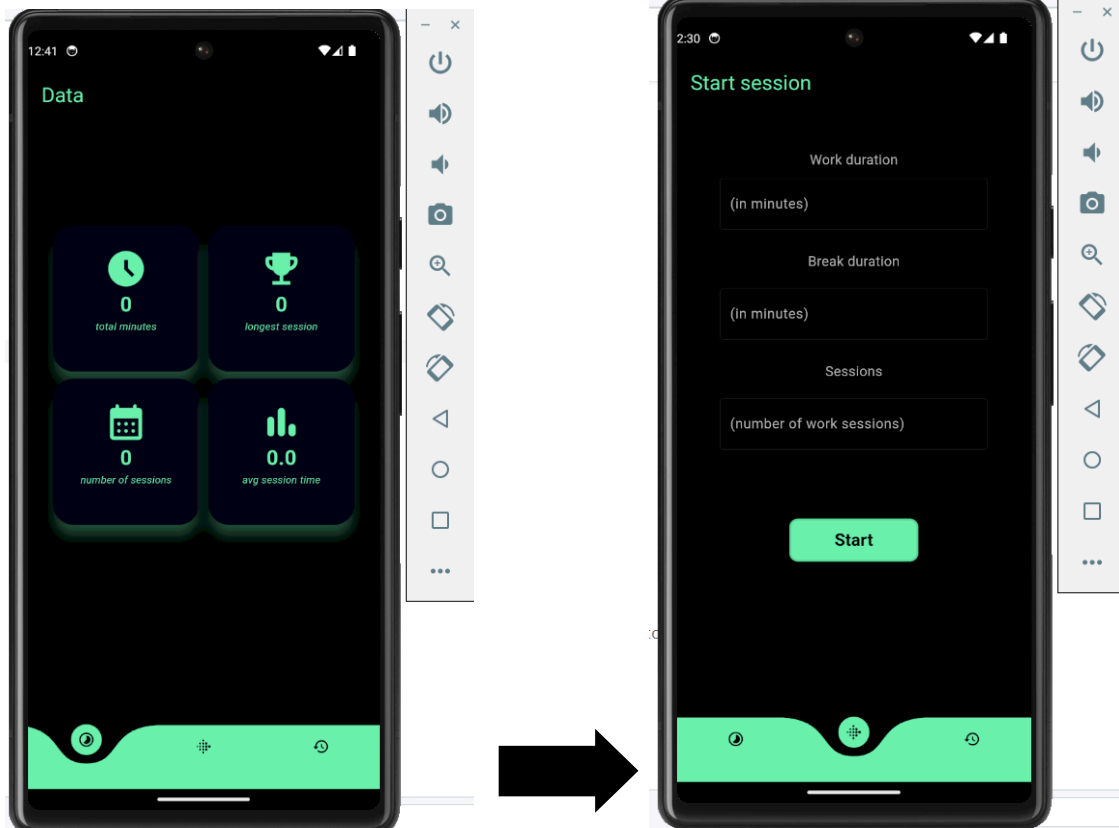 12:41
Data
0
total minutes
0
longest session
0
number of sessions
0.0
avg session time
2:30
Start session
Work duration
(in minutes)
Break duration
(in minutes)
Sessions
(number of work sessions)
Start